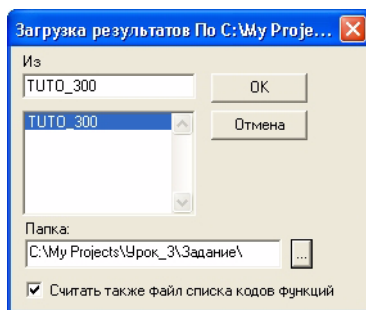 Загрузка результатов По C:\My Proje...
Из
TUTO_300
OK
TUTO_300
Отмена
Папка:
C:\My Projects\Урок_3\Задание\
...
Считать также файл списка кодов функций